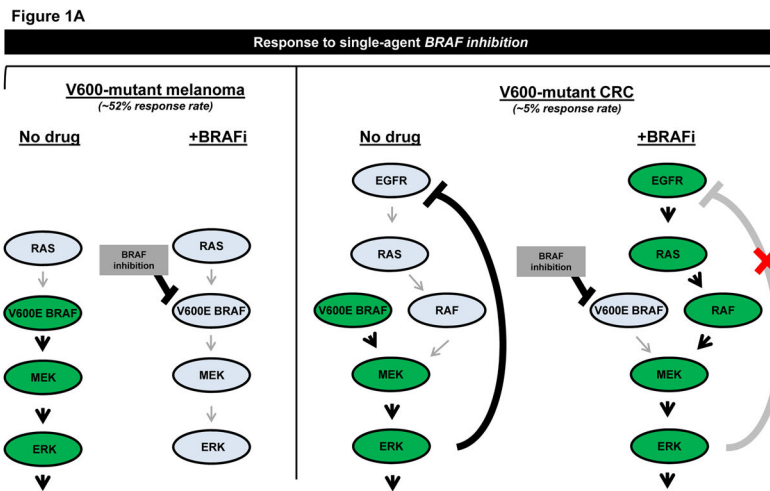 Figure 1A
Response to single-agent BRAF inhibition
V600-mutant melanoma
(~52% response rate)
No drug
+BRAFi
RAS
V600E BRAF
MEK
ERK
BRAF
inhibition
RAS
V600E BRAF
MEK
ERK
V600-mutant CRC
(~5% response rate)
No drug
+BRAFi
EGFR
RAS
V600E BRAF
RAF
MEK
ERK
BRAF
inhibition
EGFR
RAS
V600E BRAF
RAF
MEK
ERK